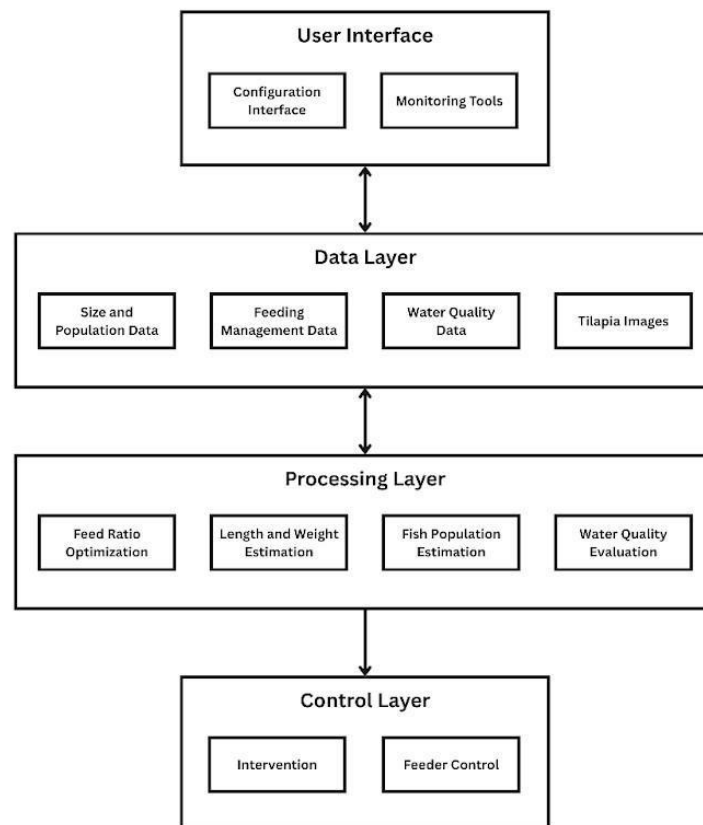 User Interface
Configuration
Interface
Monitoring Tools
Data Layer
Size and
Population Data
Feeding
Management Data
Water Quality
Data
Tilapia Images
Processing Layer
Feed Ratio
Optimization
Length and Weight
Estimation
Fish Population
Estimation
Water Quality
Evaluation
Control Layer
Intervention
Feeder Control